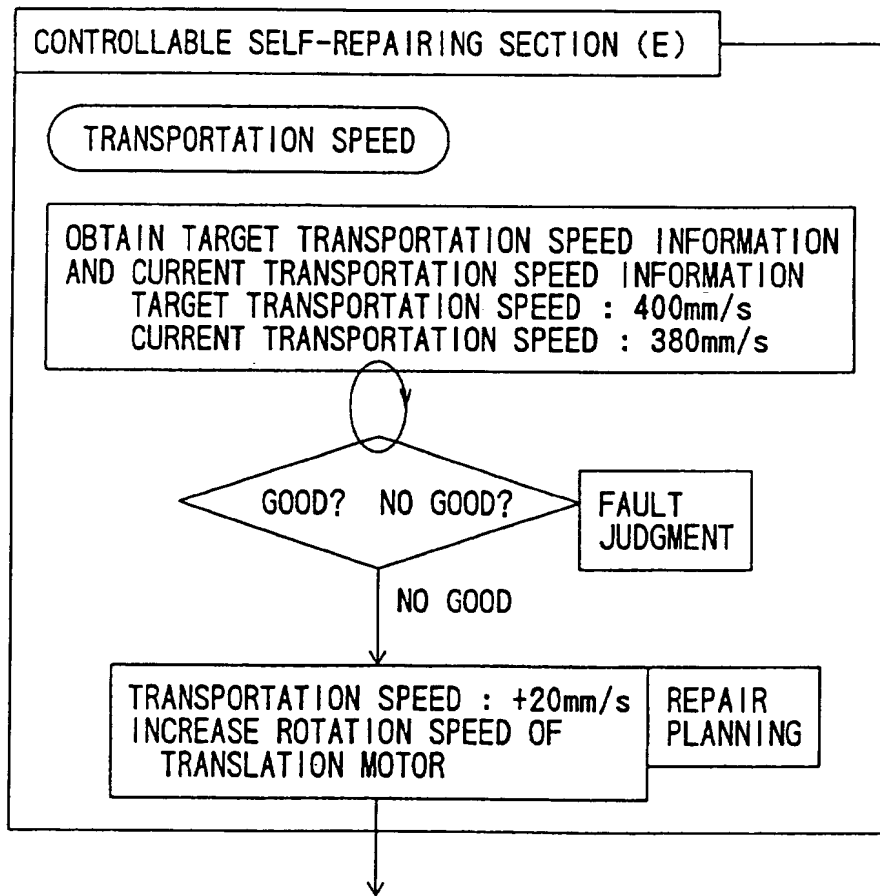 CONTROLLABLE SELF-REPAIRING SECTION (E)
TRANSPORTATION SPEED
OBTAIN TARGET TRANSPORTATION SPEED INFORMATION
AND CURRENT TRANSPORTATION SPEED INFORMATION
TARGET TRANSPORTATION SPEED : 400mm/s
CURRENT TRANSPORTATION SPEED : 380mm/s
GOOD? NO GOOD?
FAULT
JUDGMENT
NO GOOD
TRANSPORTATION SPEED : +20mm/s
INCREASE ROTATION SPEED OF
TRANSLATION MOTOR
REPAIR
PLANNING